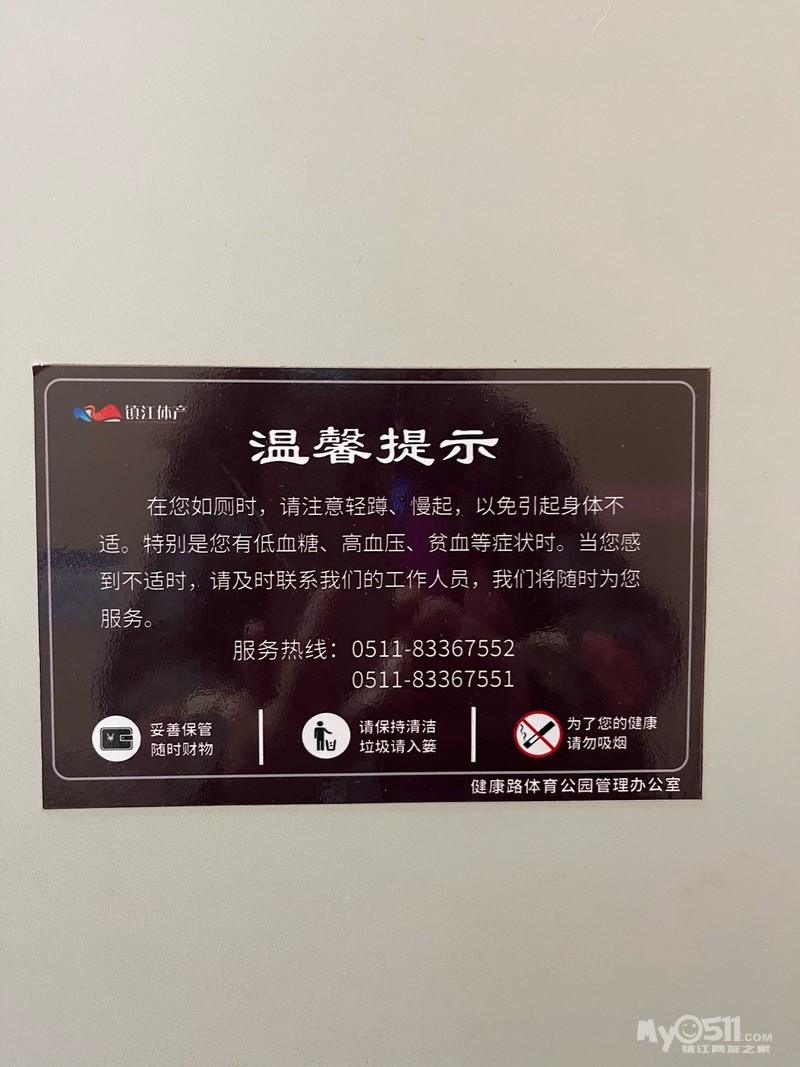 镇江体产
温馨提示
在您如厕时，请注意轻蹲、慢起，以免引起身体不
适。特别是您有低血糖、高血压、贫血等症状时。当您感
到不适时，请及时联系我们的工作人员，我们将随时为您
服务。
服务热线：0511-83367552
0511-83367551
妥善保管
随时财物
请保持清洁
垃圾请入篓
为了您的健康
请勿吸烟
健康路体育公园管理办公室
My0511.COM
镇江网友之家